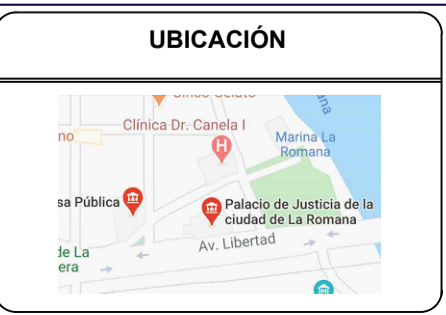 UBICACIÓN
Clínica Dr. Canela I
H
Marina La
Romana
no
sa Pública
Palacio de Justicia de la
ciudad de La Romana
Av. Libertad
de La
era